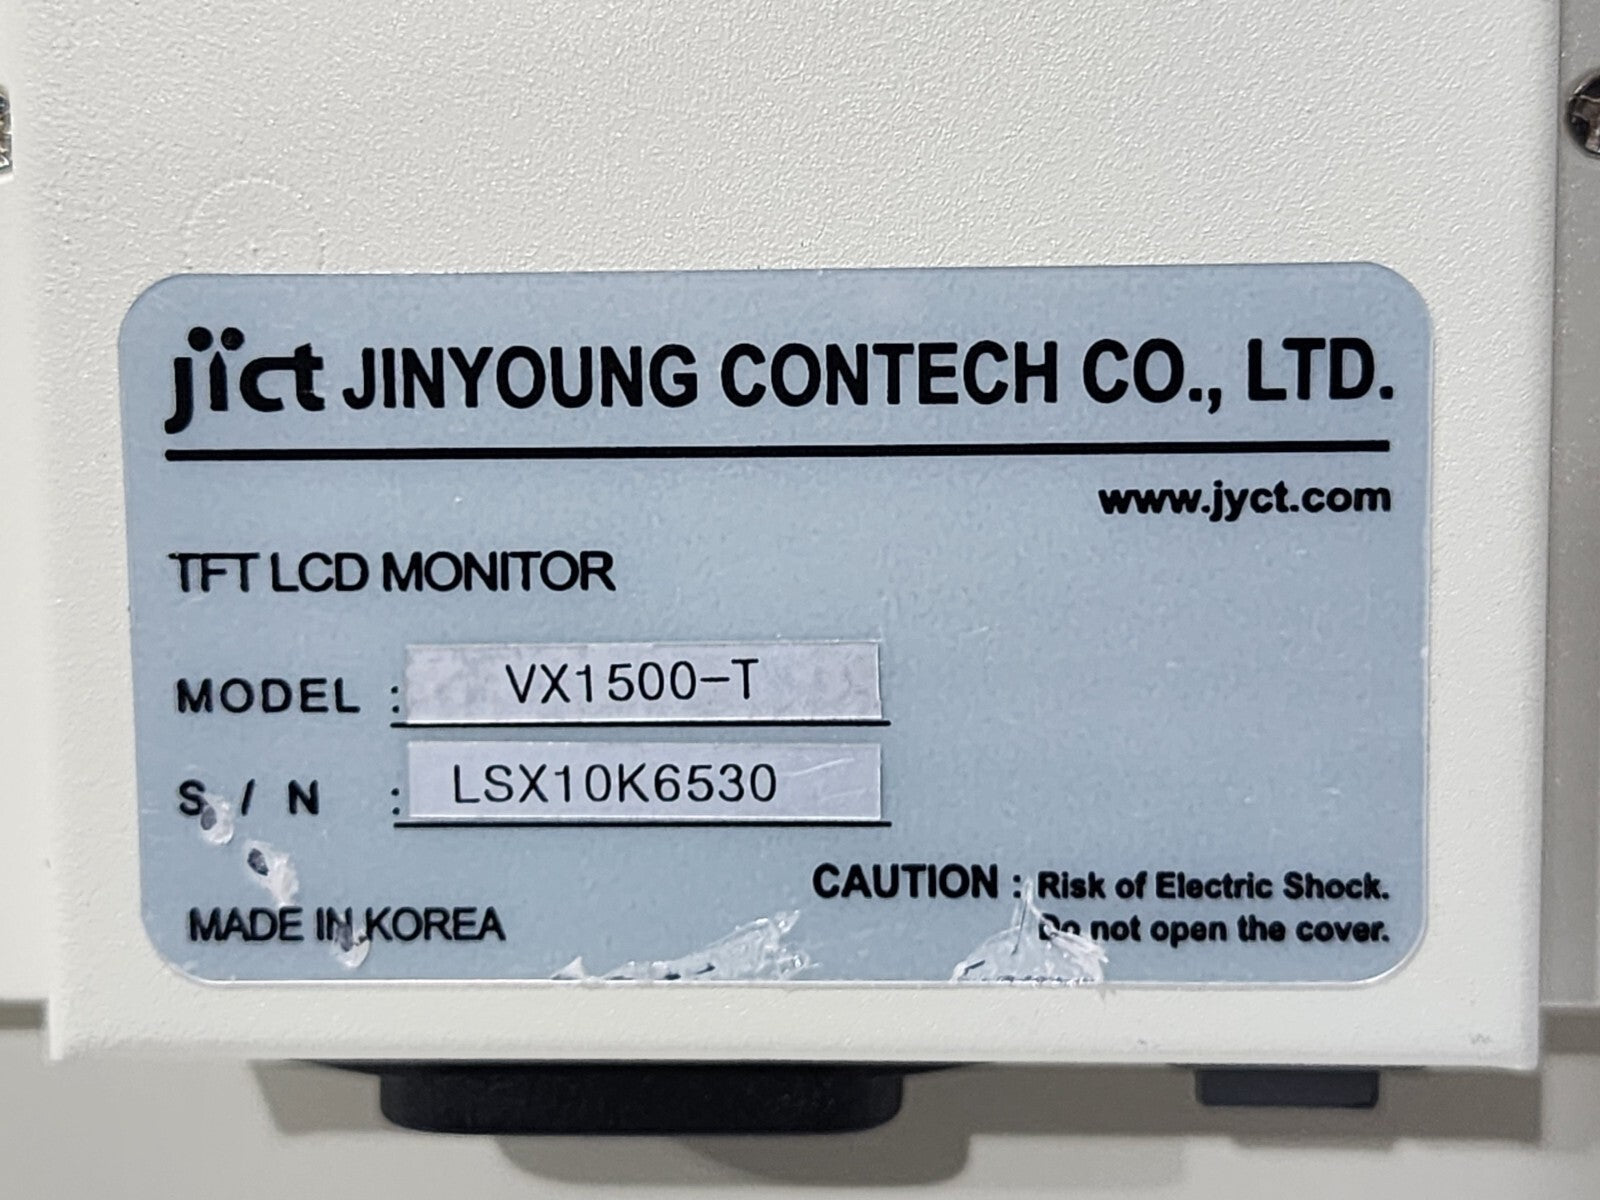 jict JINYOUNG CONTECH CO., LTD.
www.jyct.com
TFT LCD MONITOR
MODEL : VX1500-T
S / N : LSX10K6530
CAUTION : Risk of Electric Shock.
Do not open the cover.
MADE IN KOREA